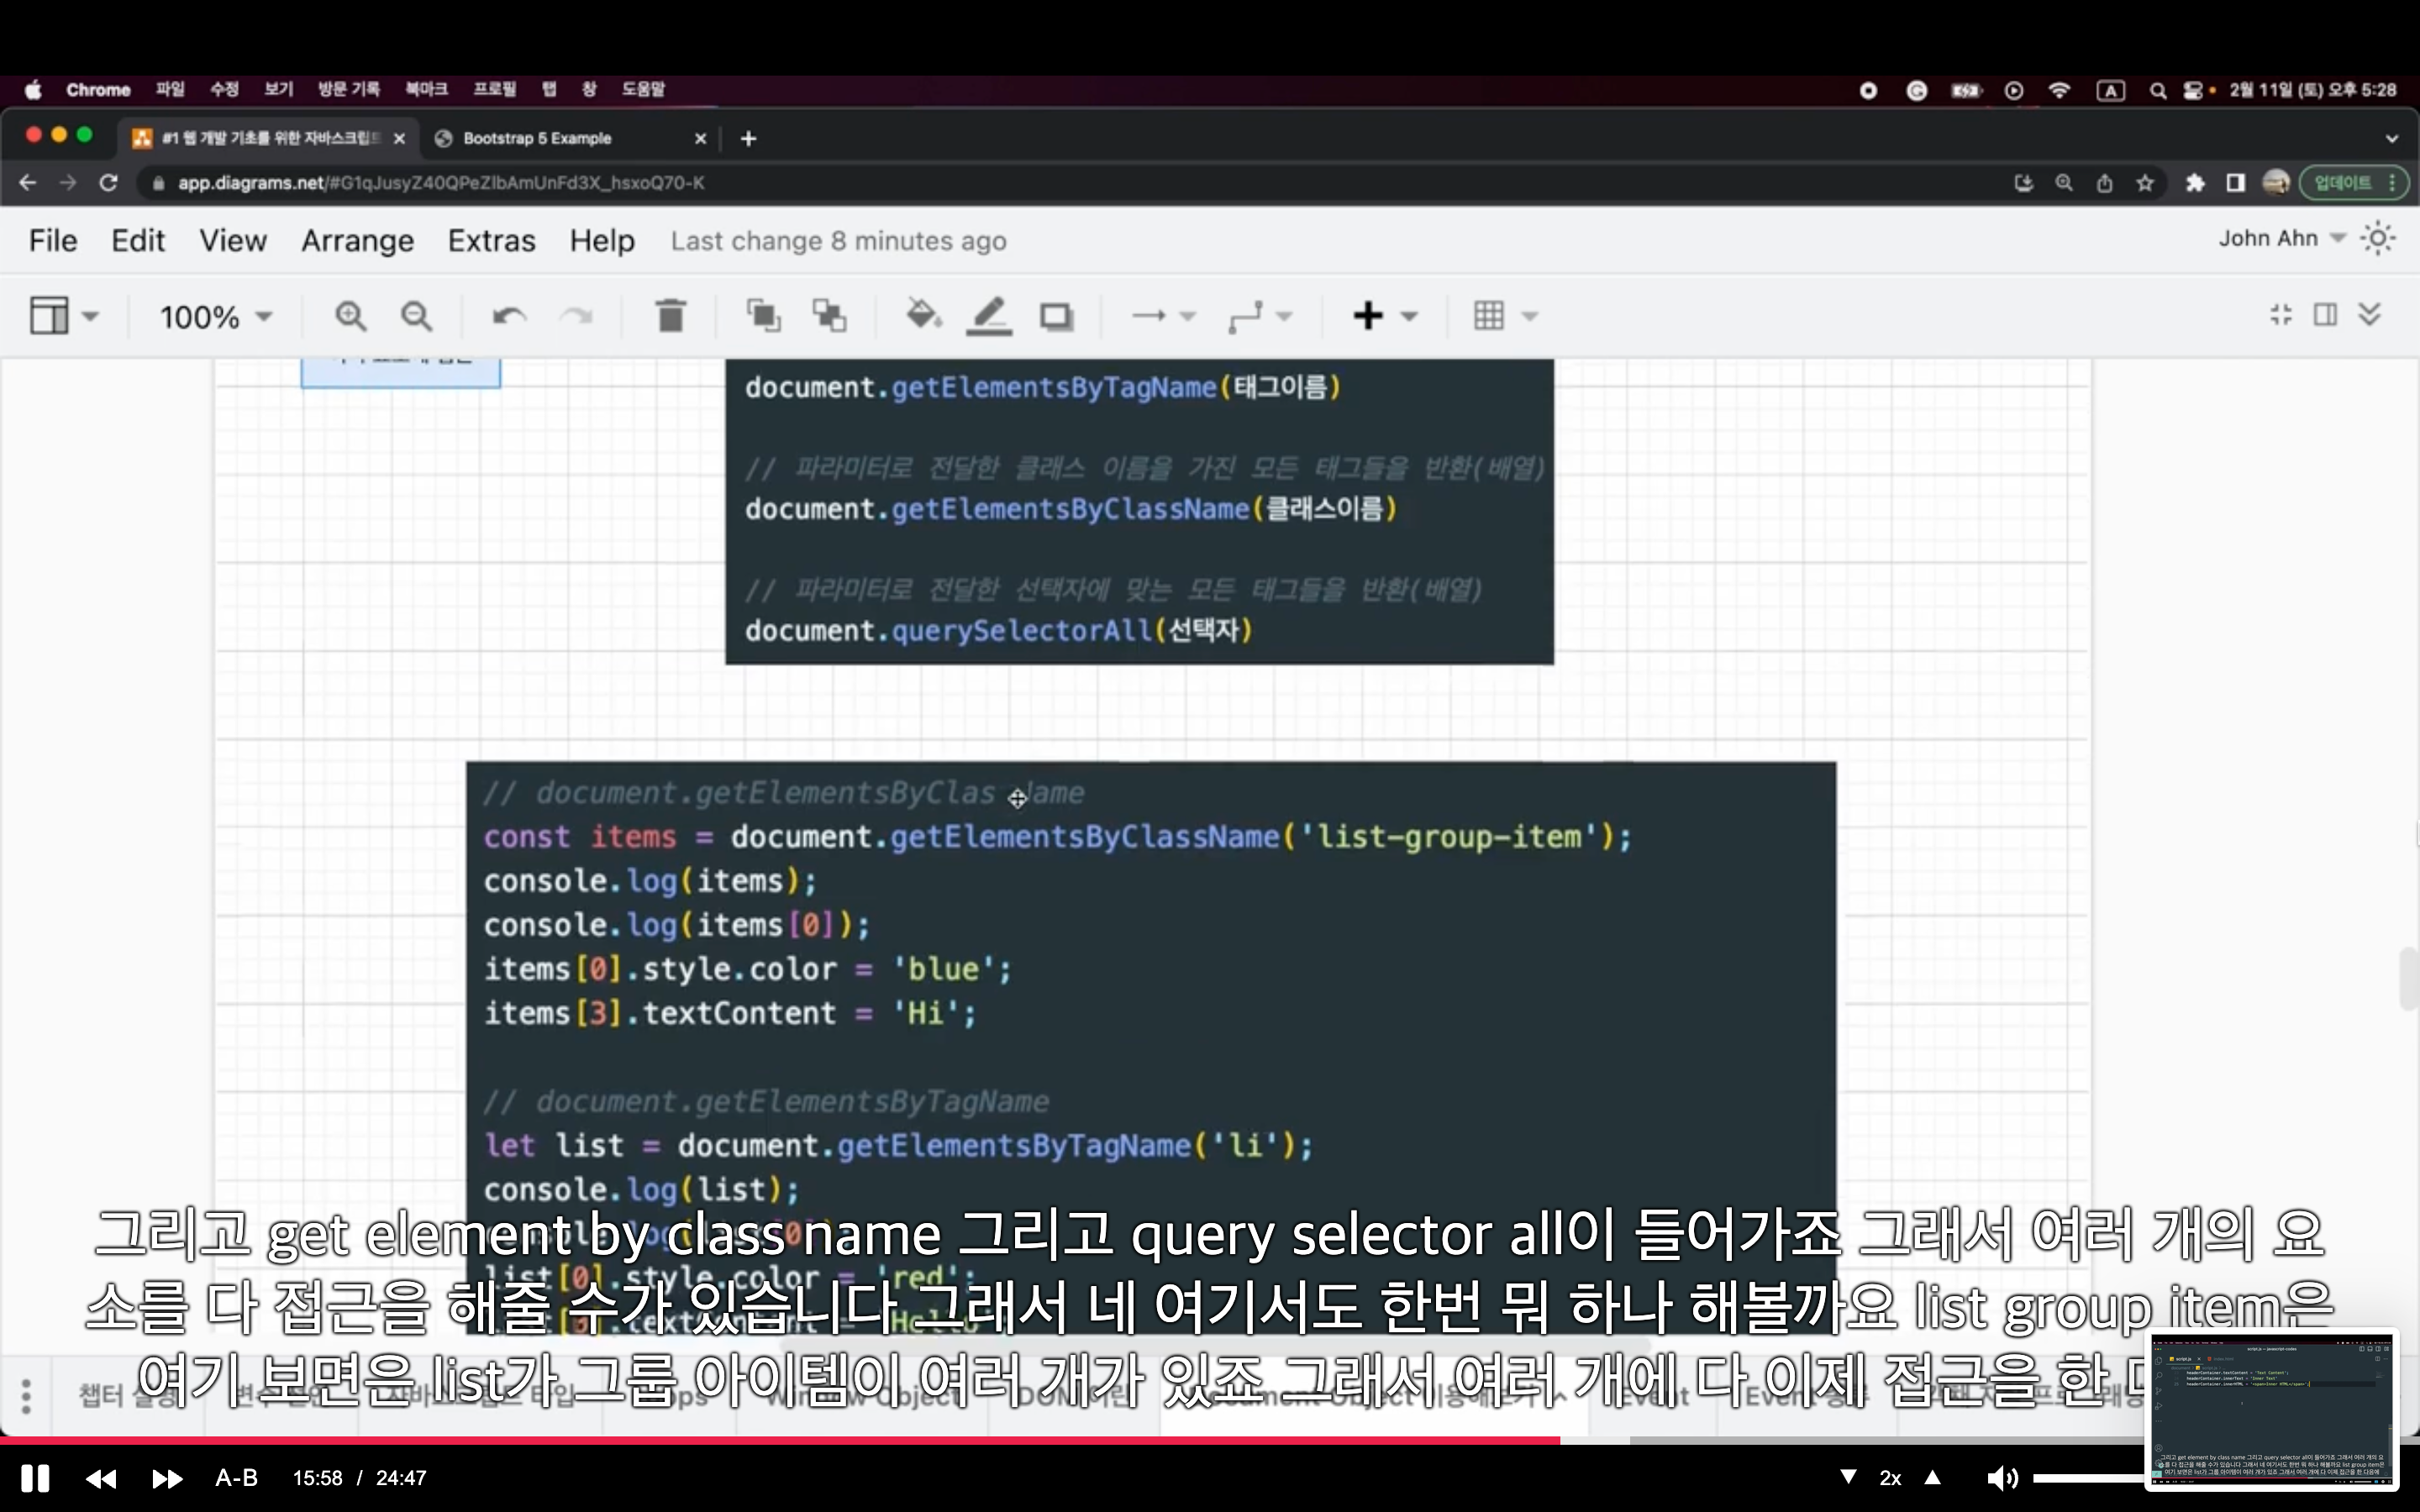 Chrome 파일 수정 보기 방문 기록 북마크 프로필 탭 창 도움말 A 2월 11일 (토) 오후 5:28
#1 웹 개발 기초를 위한 자바스크립트 Bootstrap 5 Example
app.diagrams.net/#G1qJusyZ40QPeZlbAmUnFd3X_hsxoQ70-K 업데이트
File Edit View Arrange Extras Help Last change 8 minutes ago John Ahn
100%
document.getElementsByTagName(태그이름)
// 파라미터로 전달한 클래스 이름을 가진 모든 태그들을 반환(배열)
document.getElementsByClassName(클래스이름)
// 파라미터로 전달한 선택자에 맞는 모든 태그들을 반환(배열)
document.querySelectorAll(선택자)
// document.getElementsByClas ame
const items = document.getElementsByClassName('list-group-item');
console.log(items);
console.log(items[0]);
items[0].style.color = 'blue';
items[3].textContent = 'Hi';
// document.getElementsByTagName
let list = document.getElementsByTagName('li');
console.log(list);
list[0].style.color = 'red';
그리고 get element by class name 그리고 query selector all이 들어가죠 그래서 여러 개의 요
소를 다 접근을 해줄 수가 있습니다 그래서 네 여기서도 한번 뭐 하나 해볼까요 list group item은
여기 보면은 list가 그룹 아이템이 여러 개가 있죠 그래서 여러 개에 다 이제 접근을 한
A-B 15:58 / 24:47 2x